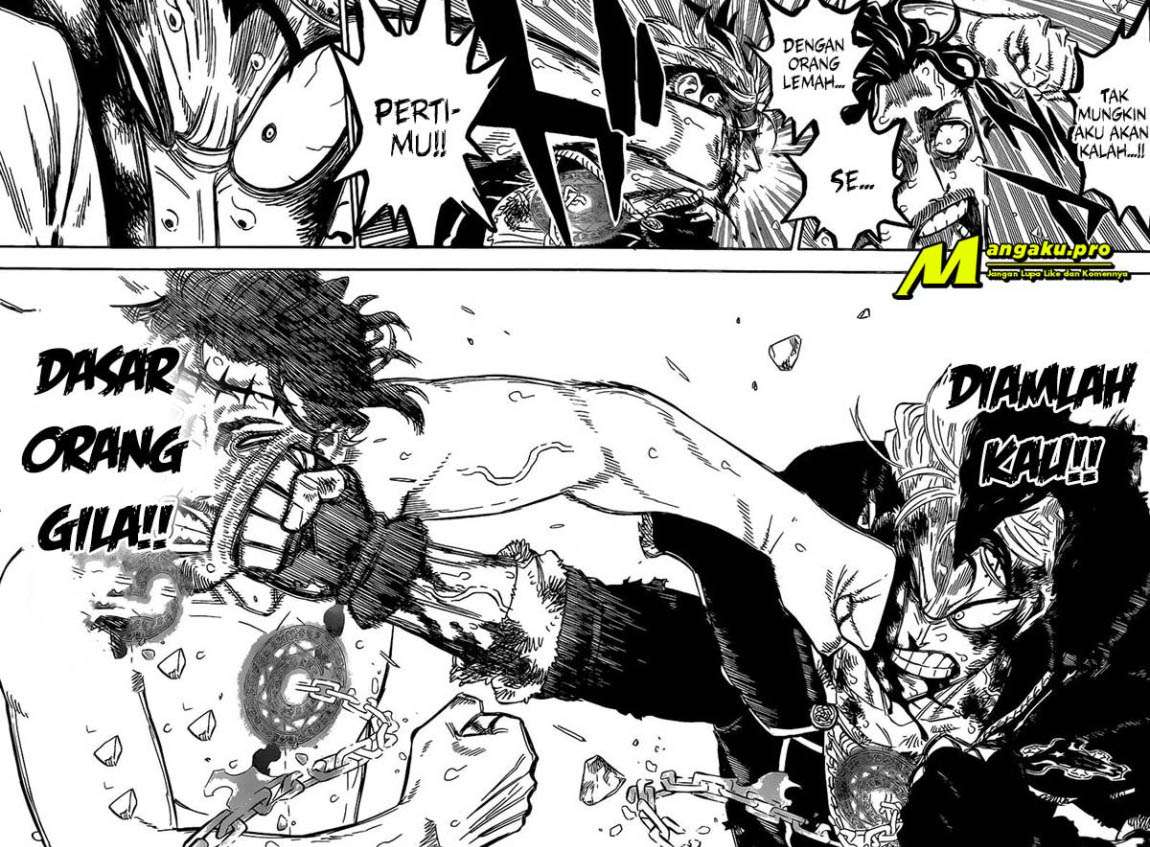 TAK
MUNGKIN
AKU AKAN
KALAH...!!
SE...
DENGAN
ORANG
LEMAH...
PERTI-
MU!!
Mangaku.pro
Jangan Lupa Like dan Komennya
DIAMLAH
KAU!!
DASAR
ORANG
GILA!!